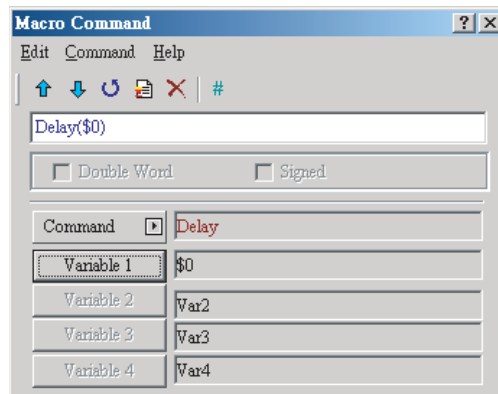 Macro Command
Edit Command Help
#
Delay($0)
Double Word Signed
Command Delay
Variable 1 $0
Variable 2 Var2
Variable 3 Var3
Variable 4 Var4